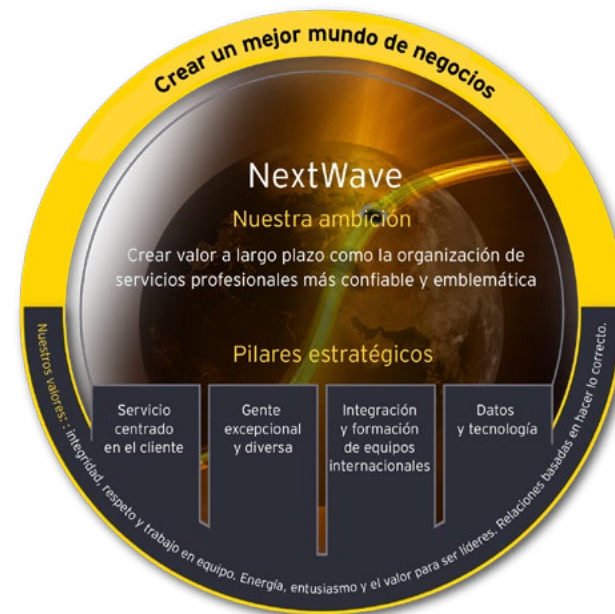 Crear un mejor mundo de negocios
NextWave
Nuestra ambición
Crear valor a largo plazo como la organización de
servicios profesionales más confiable y emblemática
Pilares estratégicos
Servicio
centrado
en el cliente
Gente
excepcional
y diversa
Integración
y formación
de equipos
internacionales
Datos
y tecnología
Nuestros valores: : integridad, respeto y trabajo en equipo. Energía, entusiasmo y el valor para ser líderes. Relaciones basadas en hacer lo correcto.